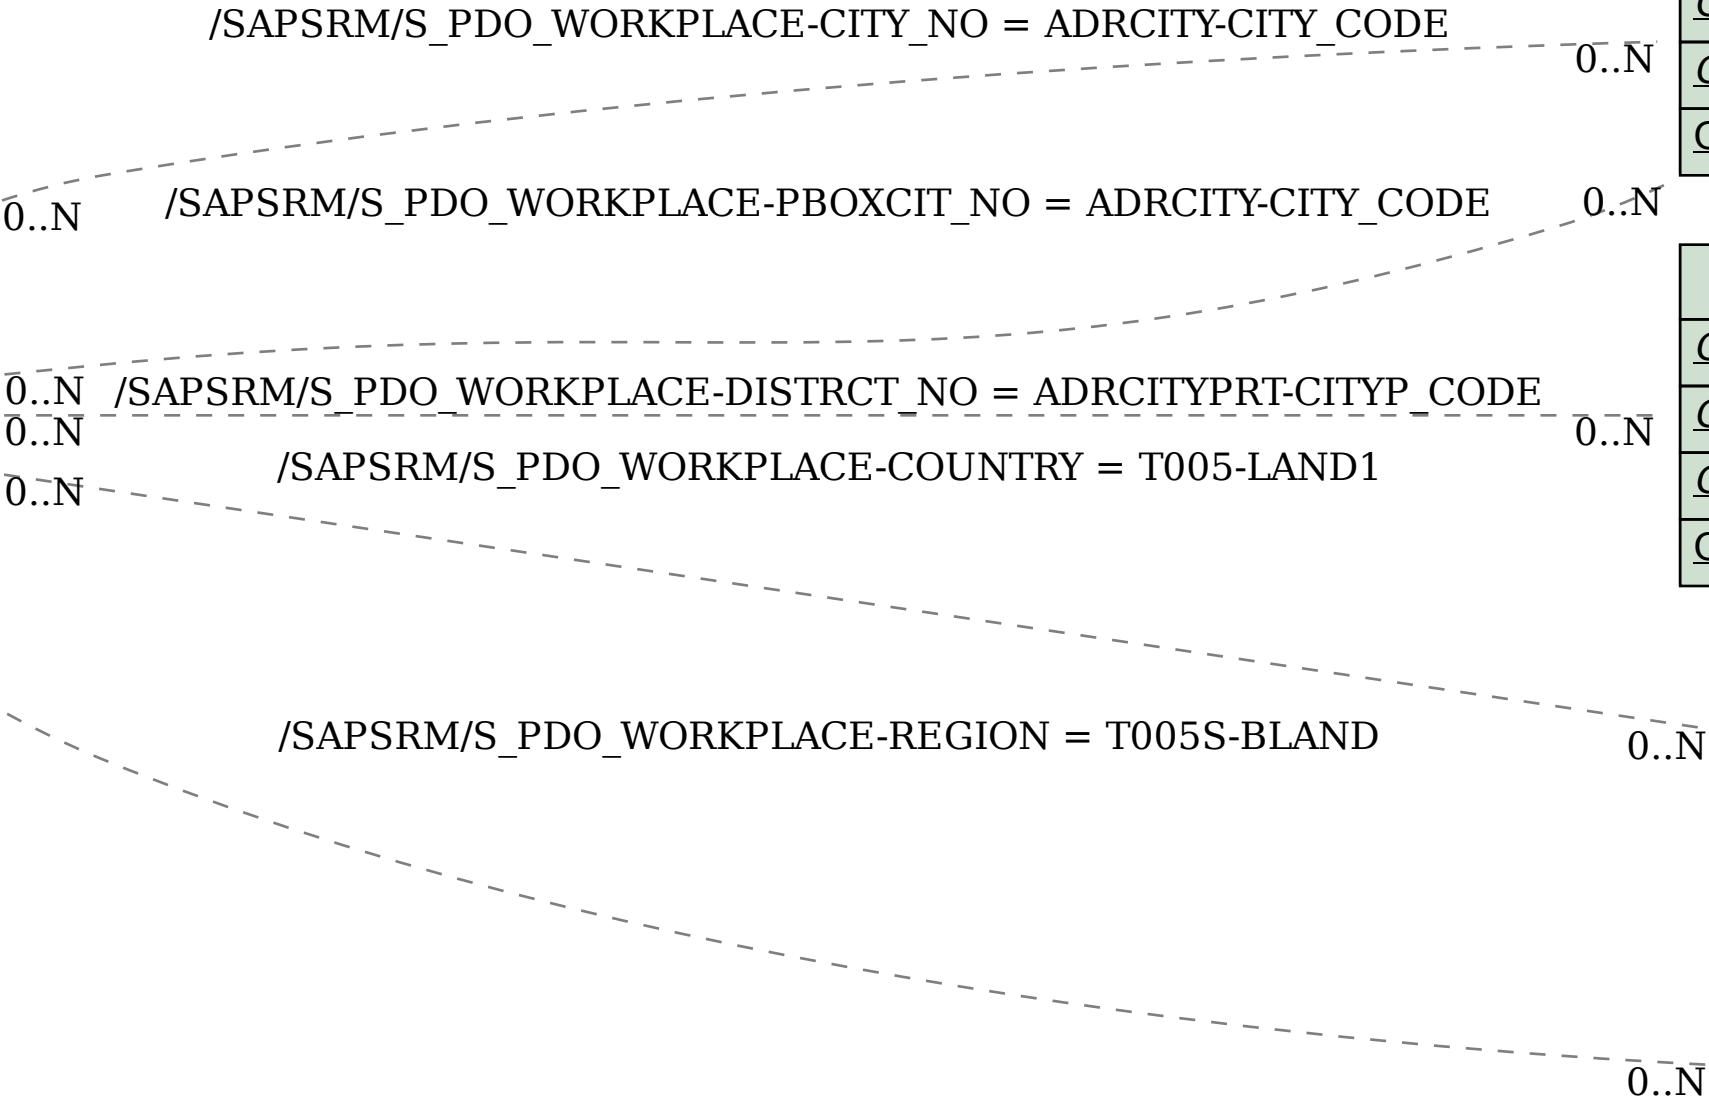 /SAPSRM/S_PDO_WORKPLACE-CITY_NO = ADRCITY-CITY_CODE
0..N
0..N
/SAPSRM/S_PDO_WORKPLACE-PBOXCIT_NO = ADRCITY-CITY_CODE
0..N
0..N
/SAPSRM/S_PDO_WORKPLACE-DISTRCT_NO = ADRCITYPRT-CITYP_CODE
0..N
0..N
/SAPSRM/S_PDO_WORKPLACE-COUNTRY = T005-LAND1
0..N
/SAPSRM/S_PDO_WORKPLACE-REGION = T005S-BLAND
0..N
0..N